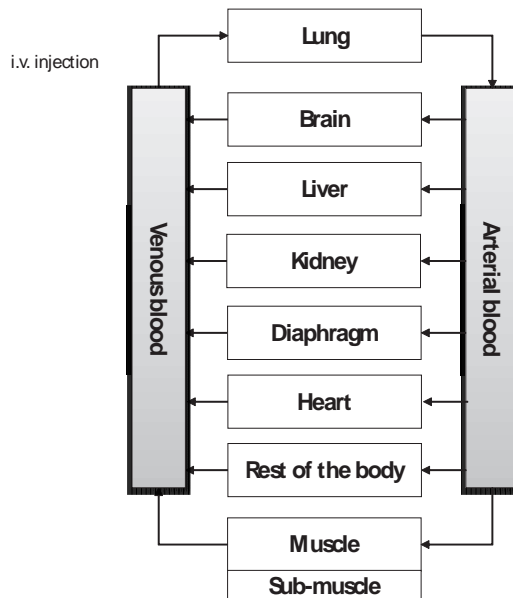 Lung
i.v. injection
Brain
Liver
Kidney
Diaphragm
Heart
Rest of the body
Muscle
Sub-muscle
Venous blood
Arterial blood